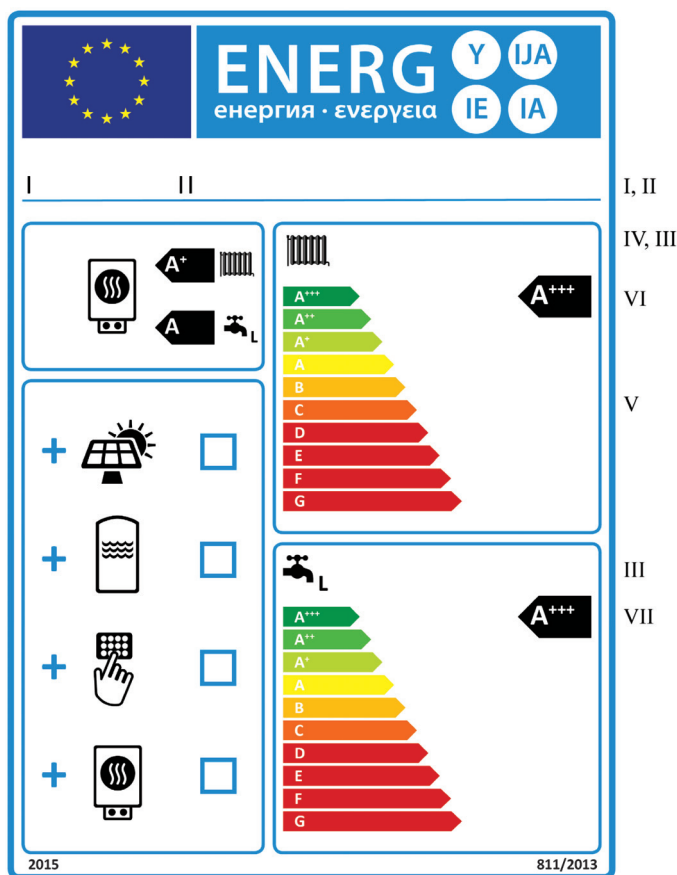 ENERG Y IJA
енергия · ενεργεια IE IA
I II I, II
IV, III
A⁺
A
L
A⁺⁺⁺ A⁺⁺⁺ VI
A⁺⁺
A⁺
A
B
C V
D
E
F
G
+
+
+
+
L III
A⁺⁺⁺ A⁺⁺⁺ VII
A⁺⁺
A⁺
A
B
C
D
E
F
G
2015 811/2013